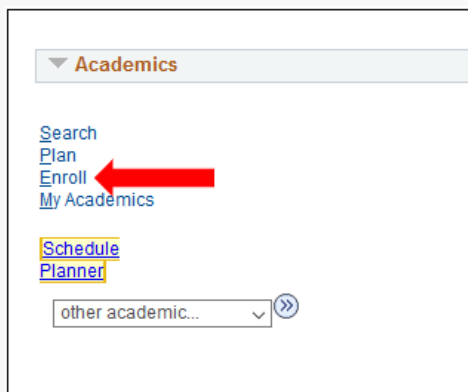 Academics
Search
Plan
Enroll
My Academics
Schedule
Planner
other academic...